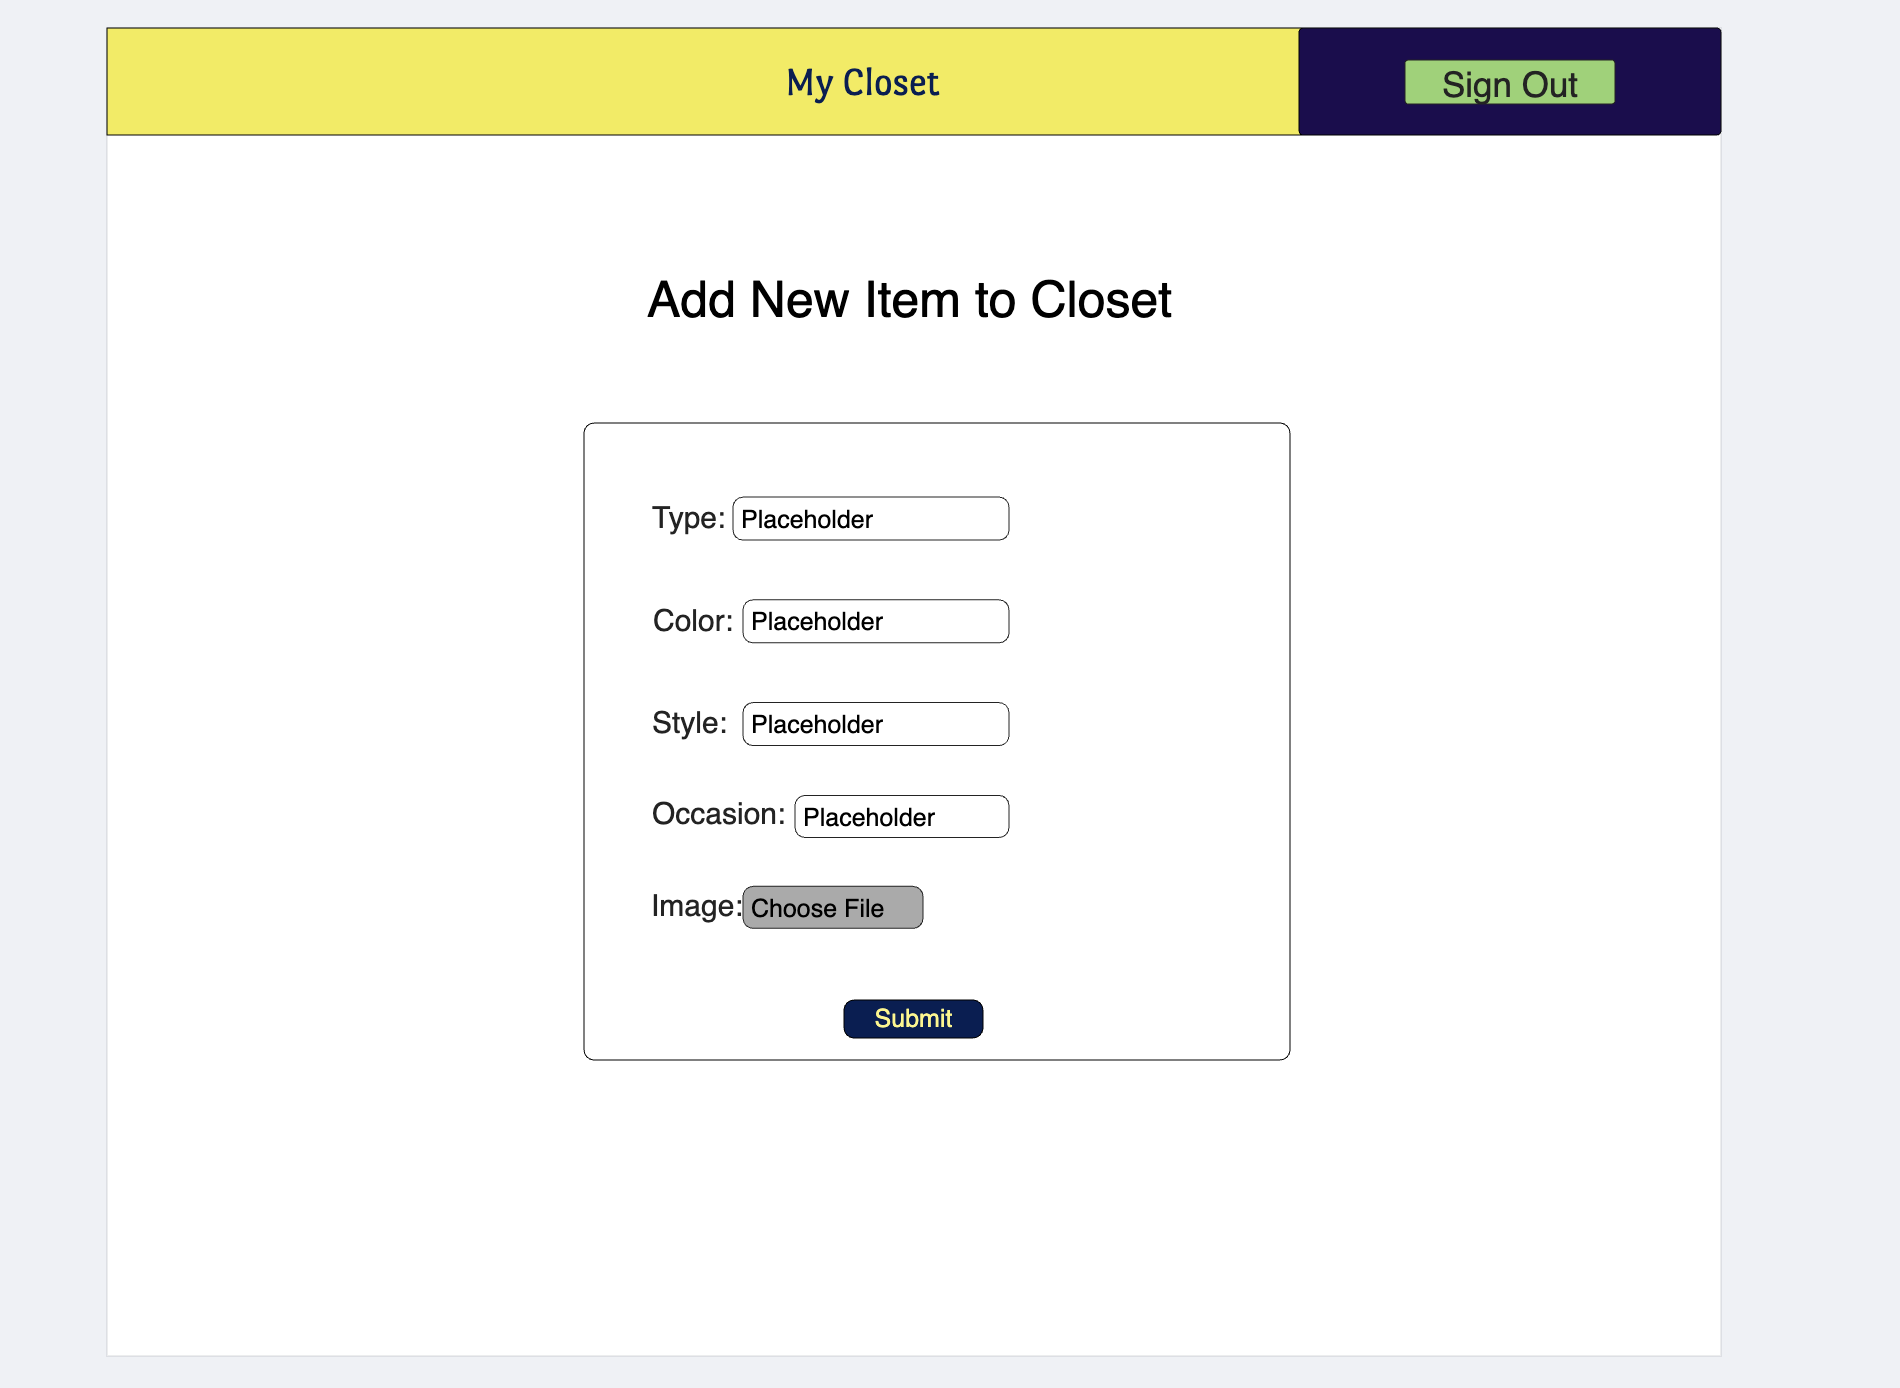 My Closet
Sign Out
Add New Item to Closet
Type: Placeholder
Color: Placeholder
Style: Placeholder
Occasion: Placeholder
Image: Choose File
Submit